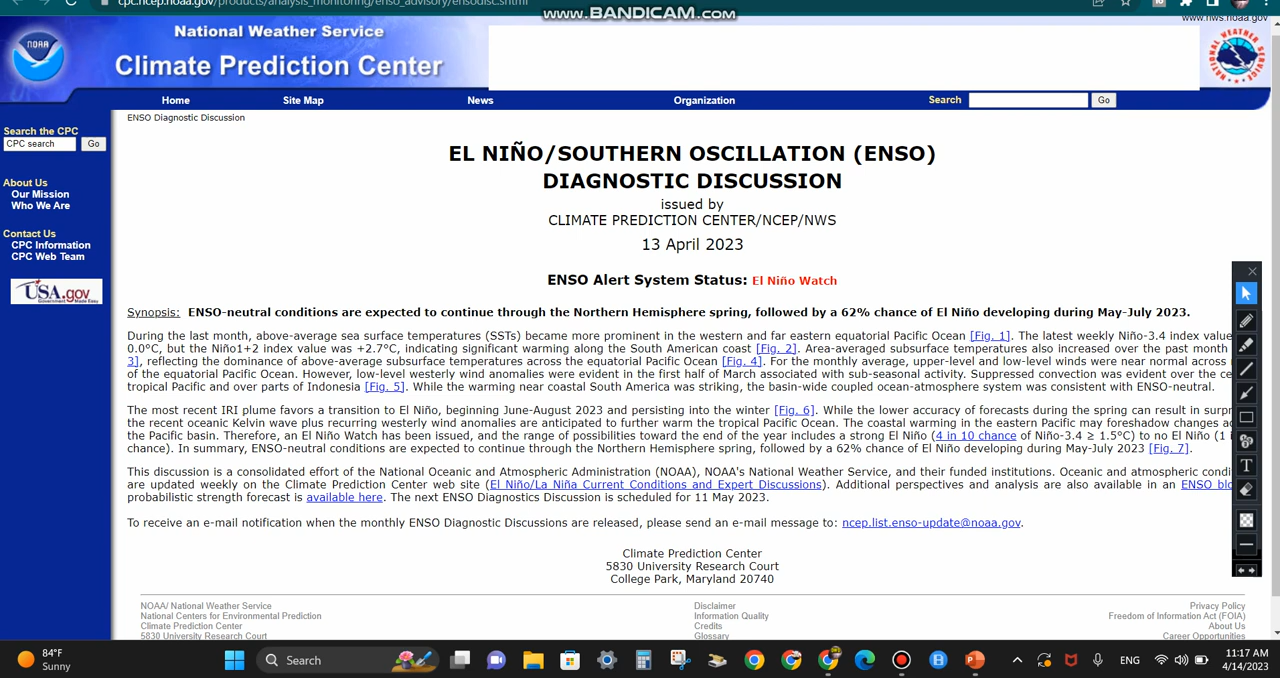 cpc.ncep.noaa.gov/products/analysis_monitoring/enso_advisory/ensodisc.shtml
www.BANDICAM.com
www.nws.noaa.gov
NOAA
National Weather Service
Climate Prediction Center
NATIONAL WEATHER SERVICE
Home Site Map News Organization Search Go
ENSO Diagnostic Discussion
Search the CPC
CPC search Go
About Us
Our Mission
Who We Are
Contact Us
CPC Information
CPC Web Team
USA.gov
EL NIÑO/SOUTHERN OSCILLATION (ENSO)
DIAGNOSTIC DISCUSSION
issued by
CLIMATE PREDICTION CENTER/NCEP/NWS
13 April 2023
ENSO Alert System Status: El Niño Watch
Synopsis: ENSO-neutral conditions are expected to continue through the Northern Hemisphere spring, followed by a 62% chance of El Niño developing during May-July 2023.
During the last month, above-average sea surface temperatures (SSTs) became more prominent in the western and far eastern equatorial Pacific Ocean [Fig. 1]. The latest weekly Niño-3.4 index value
0.0ºC, but the Niño1+2 index value was +2.7ºC, indicating significant warming along the South American coast [Fig. 2]. Area-averaged subsurface temperatures also increased over the past month
3], reflecting the dominance of above-average subsurface temperatures across the equatorial Pacific Ocean [Fig. 4]. For the monthly average, upper-level and low-level winds were near normal across
of the equatorial Pacific Ocean. However, low-level westerly wind anomalies were evident in the first half of March associated with sub-seasonal activity. Suppressed convection was evident over the ce
tropical Pacific and over parts of Indonesia [Fig. 5]. While the warming near coastal South America was striking, the basin-wide coupled ocean-atmosphere system was consistent with ENSO-neutral.
The most recent IRI plume favors a transition to El Niño, beginning June-August 2023 and persisting into the winter [Fig. 6]. While the lower accuracy of forecasts during the spring can result in surpr
the recent oceanic Kelvin wave plus recurring westerly wind anomalies are anticipated to further warm the tropical Pacific Ocean. The coastal warming in the eastern Pacific may foreshadow changes ac
the Pacific basin. Therefore, an El Niño Watch has been issued, and the range of possibilities toward the end of the year includes a strong El Niño (4 in 10 chance of Niño-3.4 ≥ 1.5°C) to no El Niño (1 i
chance). In summary, ENSO-neutral conditions are expected to continue through the Northern Hemisphere spring, followed by a 62% chance of El Niño developing during May-July 2023 [Fig. 7].
This discussion is a consolidated effort of the National Oceanic and Atmospheric Administration (NOAA), NOAA's National Weather Service, and their funded institutions. Oceanic and atmospheric condi
are updated weekly on the Climate Prediction Center web site (El Niño/La Niña Current Conditions and Expert Discussions). Additional perspectives and analysis are also available in an ENSO blo
probabilistic strength forecast is available here. The next ENSO Diagnostics Discussion is scheduled for 11 May 2023.
To receive an e-mail notification when the monthly ENSO Diagnostic Discussions are released, please send an e-mail message to: ncep.list.enso-update@noaa.gov.
Climate Prediction Center
5830 University Research Court
College Park, Maryland 20740
NOAA/ National Weather Service
National Centers for Environmental Prediction
Climate Prediction Center
5830 University Research Court
Disclaimer
Information Quality
Credits
Glossary
Privacy Policy
Freedom of Information Act (FOIA)
About Us
Career Opportunities
84°F
Sunny
Search
ENG
11:17 AM
4/14/2023